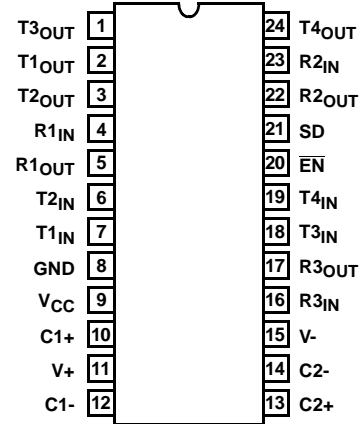 T3OUT 1 24 T4OUT
T1OUT 2 23 R2IN
T2OUT 3 22 R2OUT
R1IN 4 21 SD
R1OUT 5 20 E̅N̅
T2IN 6 19 T4IN
T1IN 7 18 T3IN
GND 8 17 R3OUT
VCC 9 16 R3IN
C1+ 10 15 V-
V+ 11 14 C2-
C1- 12 13 C2+